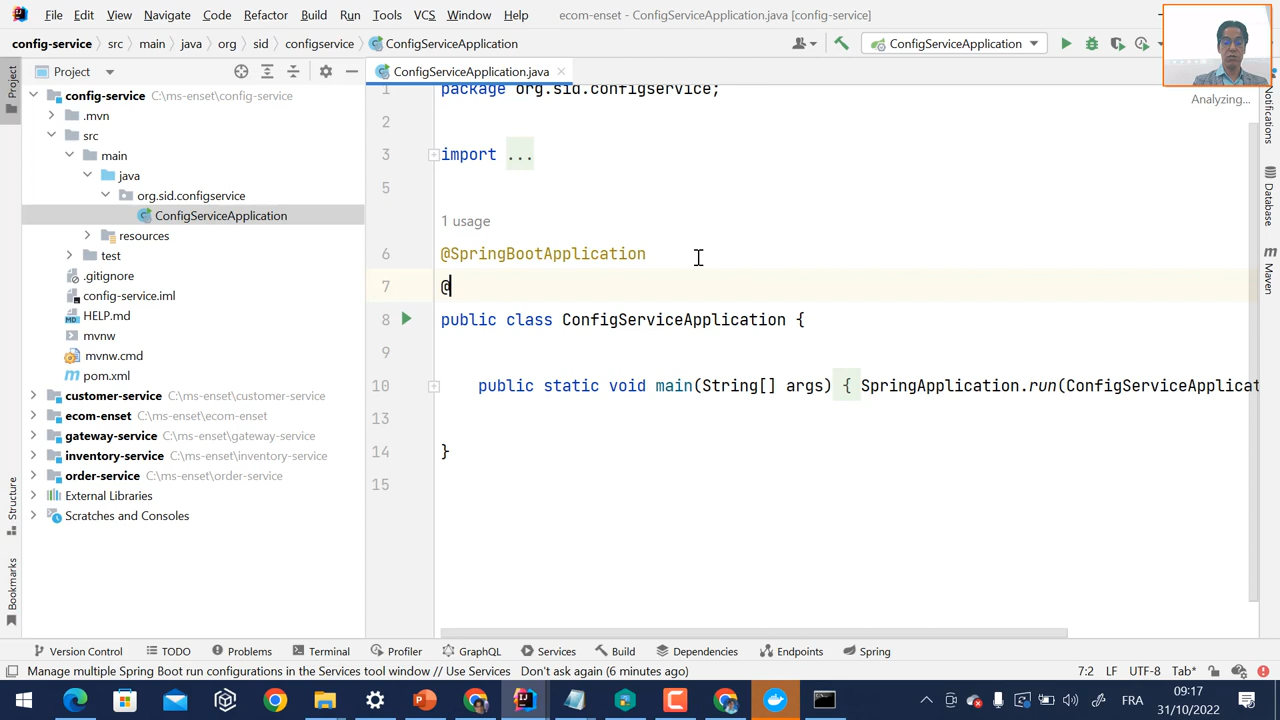 File Edit View Navigate Code Refactor Build Run Tools VCS Window Help ecom-enset - ConfigServiceApplication.java [config-service]
config-service src main java org sid configservice ConfigServiceApplication ConfigServiceApplication
Project
Project
ConfigServiceApplication.java
Analyzing...
config-service C:\ms-enset\config-service
.mvn
src
main
java
org.sid.configservice
ConfigServiceApplication
resources
test
.gitignore
config-service.iml
HELP.md
mvnw
mvnw.cmd
pom.xml
customer-service C:\ms-enset\customer-service
ecom-enset C:\ms-enset\ecom-enset
gateway-service C:\ms-enset\gateway-service
inventory-service C:\ms-enset\inventory-service
order-service C:\ms-enset\order-service
External Libraries
Scratches and Consoles
1 package org.sid.configservice;
2
3 import ...
5
1 usage
6 @SpringBootApplication
7 @
8 public class ConfigServiceApplication {
9
10 public static void main(String[] args) { SpringApplication.run(ConfigServiceApplicat
13
14 }
15
Notifications
Database
Maven
Structure
Bookmarks
Version Control TODO Problems Terminal Profiler GraphQL Services Build Dependencies Endpoints Spring
Manage multiple Spring Boot run configurations in the Services tool window // Use Services Don't ask again (6 minutes ago) 7:2 LF UTF-8 Tab*
FRA
09:17
31/10/2022